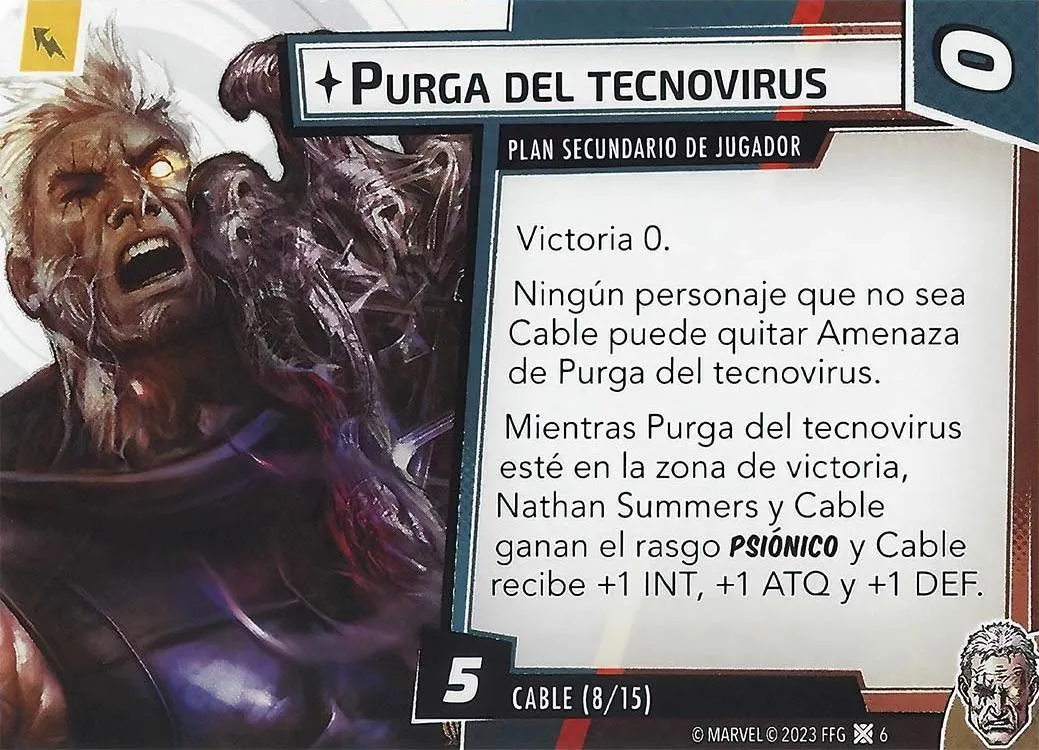 PURGA DEL TECNOVIRUS
0
PLAN SECUNDARIO DE JUGADOR
Victoria 0.
Ningún personaje que no sea
Cable puede quitar Amenaza
de Purga del tecnovirus.
Mientras Purga del tecnovirus
esté en la zona de victoria,
Nathan Summers y Cable
ganan el rasgo PSIÓNICO y Cable
recibe +1 INT, +1 ATQ y +1 DEF.
5
CABLE (8/15)
© MARVEL © 2023 FFG 6